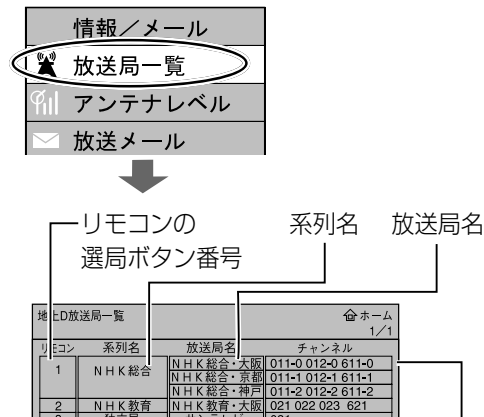 情報／メール
放送局一覧
アンテナレベル
放送メール
リモコンの
選局ボタン番号
系列名
放送局名
地上D放送局一覧
ホーム
1/1
リモコン 系列名 放送局名 チャンネル
1 ＮＨＫ総合 ＮＨＫ総合・大阪 011-0 012-0 611-0
ＮＨＫ総合・京都 011-1 012-1 611-1
ＮＨＫ総合・神戸 011-2 012-2 611-2
2 ＮＨＫ教育 ＮＨＫ教育・大阪 021 022 023 621